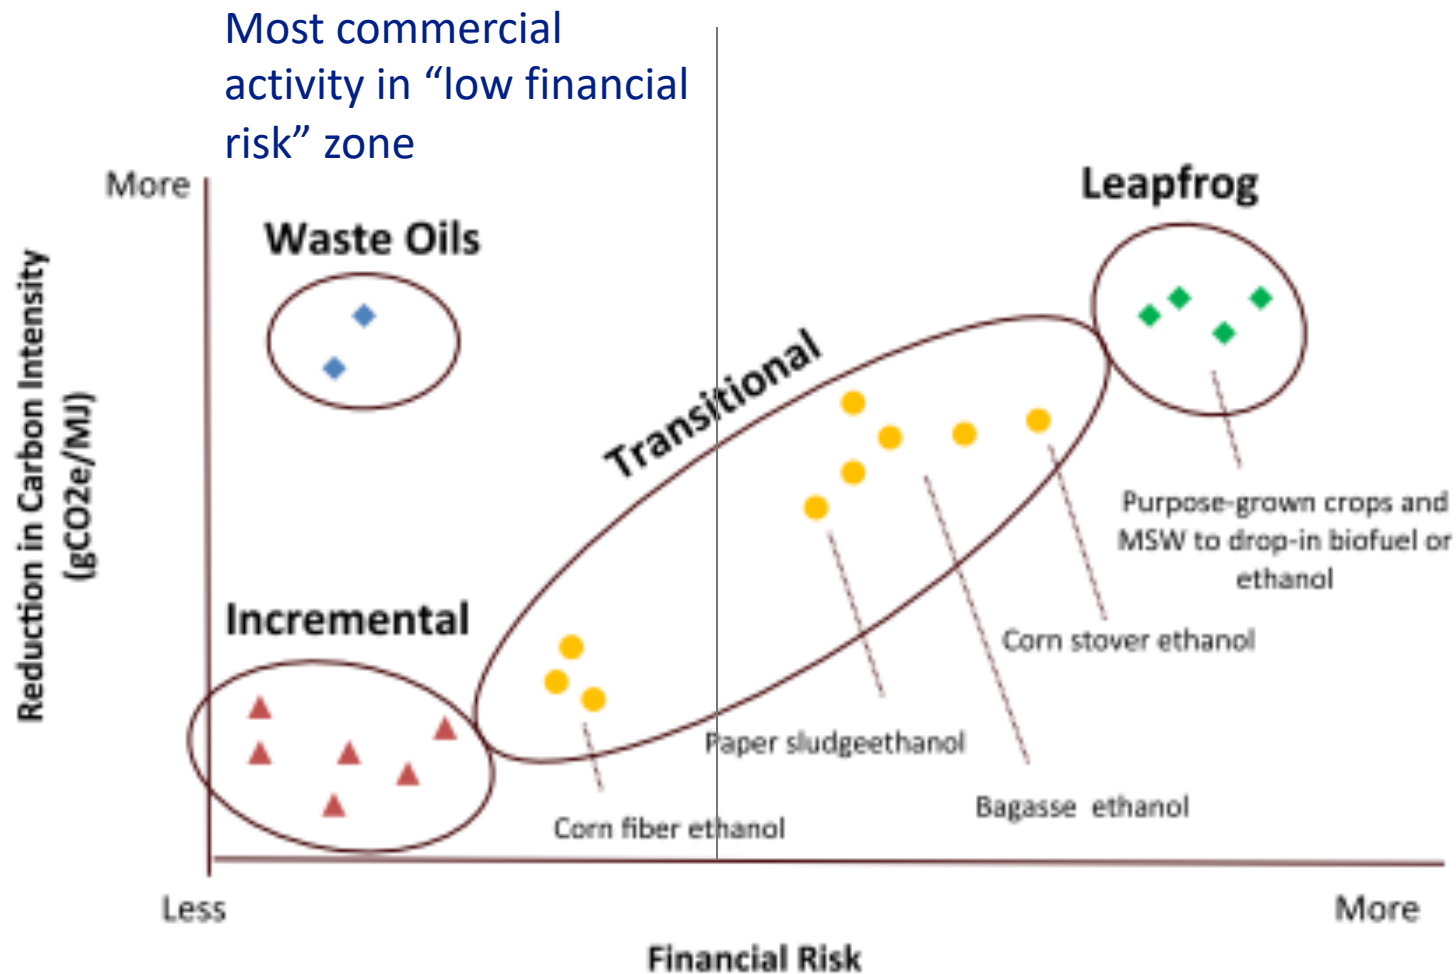 Most commercial
activity in “low financial
risk” zone
More
Leapfrog
Waste Oils
Reduction in Carbon Intensity
(gCO2e/MJ)
Transitional
Purpose-grown crops and
MSW to drop-in biofuel or
ethanol
Incremental
Corn stover ethanol
Paper sludgeethanol
Bagasse ethanol
Corn fiber ethanol
Less
More
Financial Risk